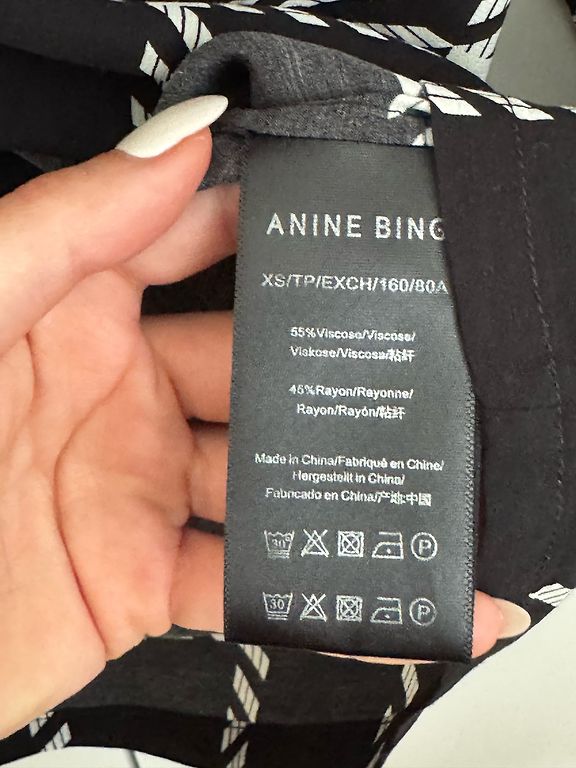 ANINE BING
XS/TP/EXCH/160/80A
55%Viscose/Viscose/
Viskose/Viscosa/粘纤
45%Rayon/Rayonne/
Rayon/Rayón/粘纤
Made in China/Fabriqué en Chine/
Hergestellt in China/
Fabricado en China/产地:中国
30° P
30 P